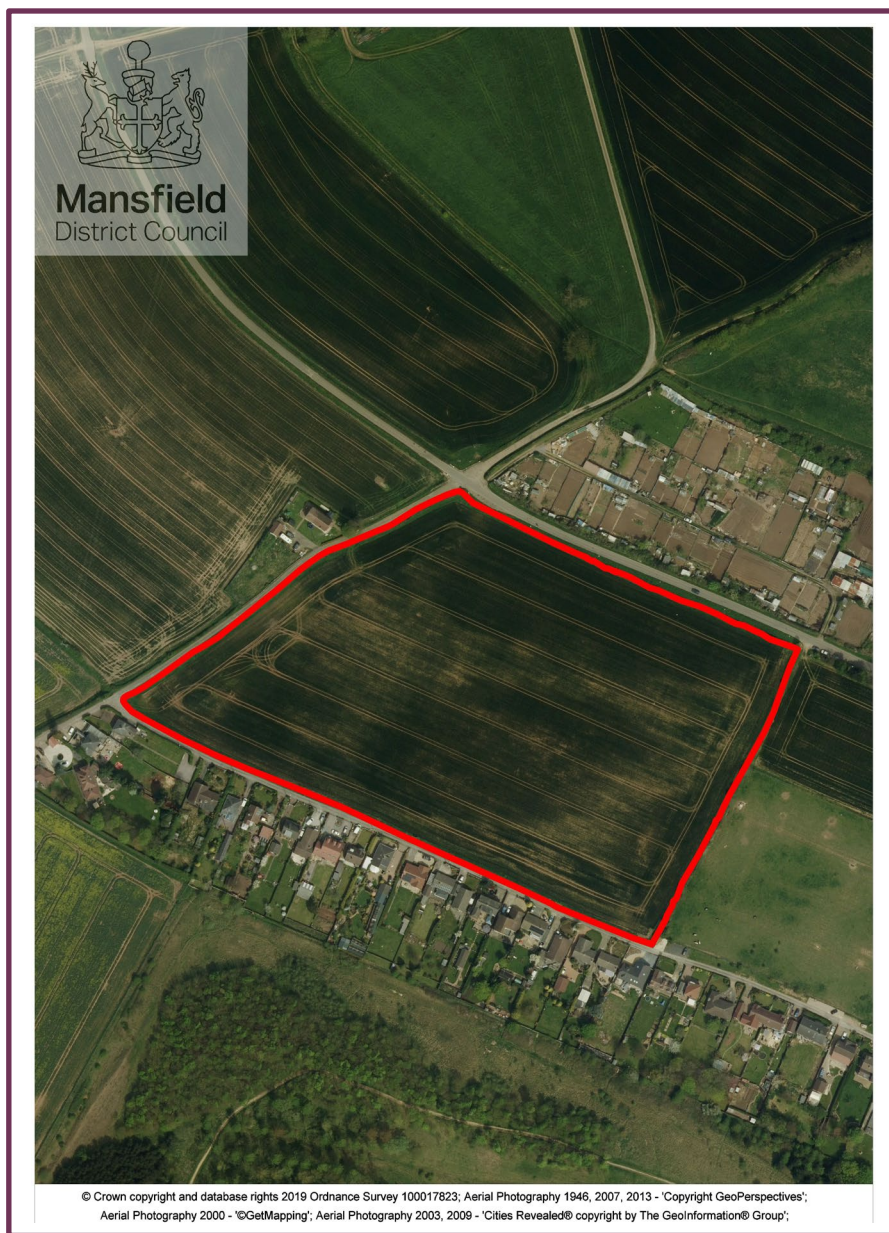 Mansfield
District Council
© Crown copyright and database rights 2019 Ordnance Survey 100017823; Aerial Photography 1946, 2007, 2013 - 'Copyright GeoPerspectives';
Aerial Photography 2000 - '©GetMapping'; Aerial Photography 2003, 2009 - 'Cities Revealed® copyright by The GeoInformation® Group';